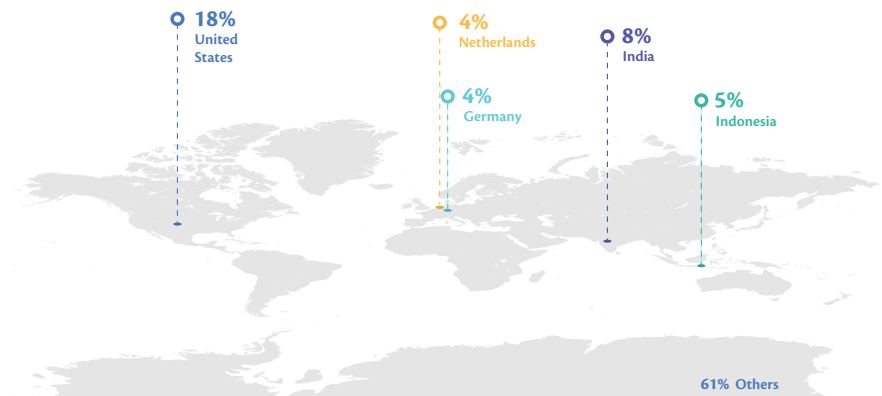 18%
United
States
4%
Netherlands
8%
India
4%
Germany
5%
Indonesia
61% Others